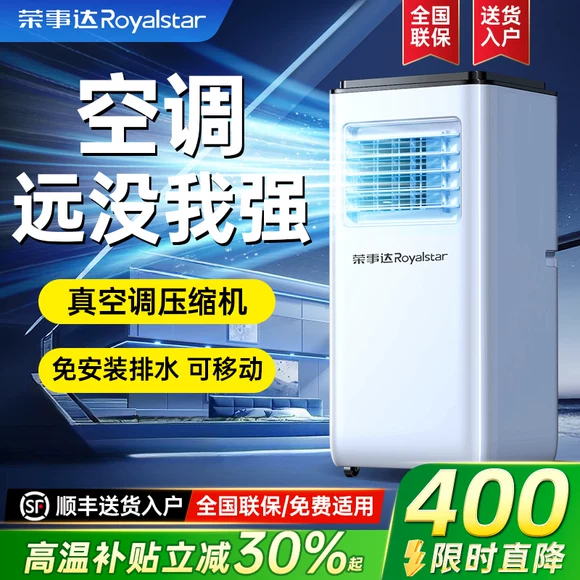 荣事达Royalstar
全国联保
送货入户
空调
远没我强
荣事达Royalstar
真空调压缩机
免安装排水 可移动
SF 顺丰送货入户 全国联保/免费适用
高温补贴立减30%起
400
限时直降